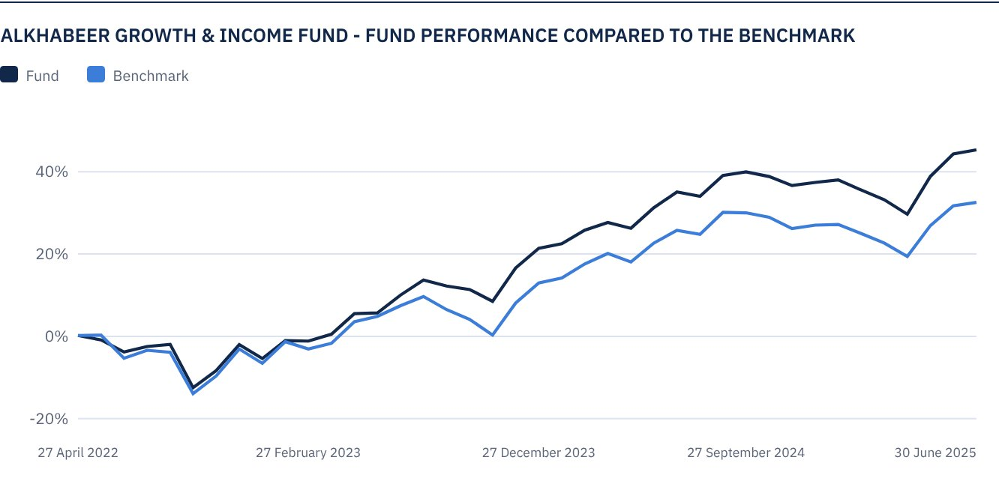 ALKHABEER GROWTH & INCOME FUND - FUND PERFORMANCE COMPARED TO THE BENCHMARK
Fund Benchmark
40%
20%
0%
-20%
27 April 2022 27 February 2023 27 December 2023 27 September 2024 30 June 2025